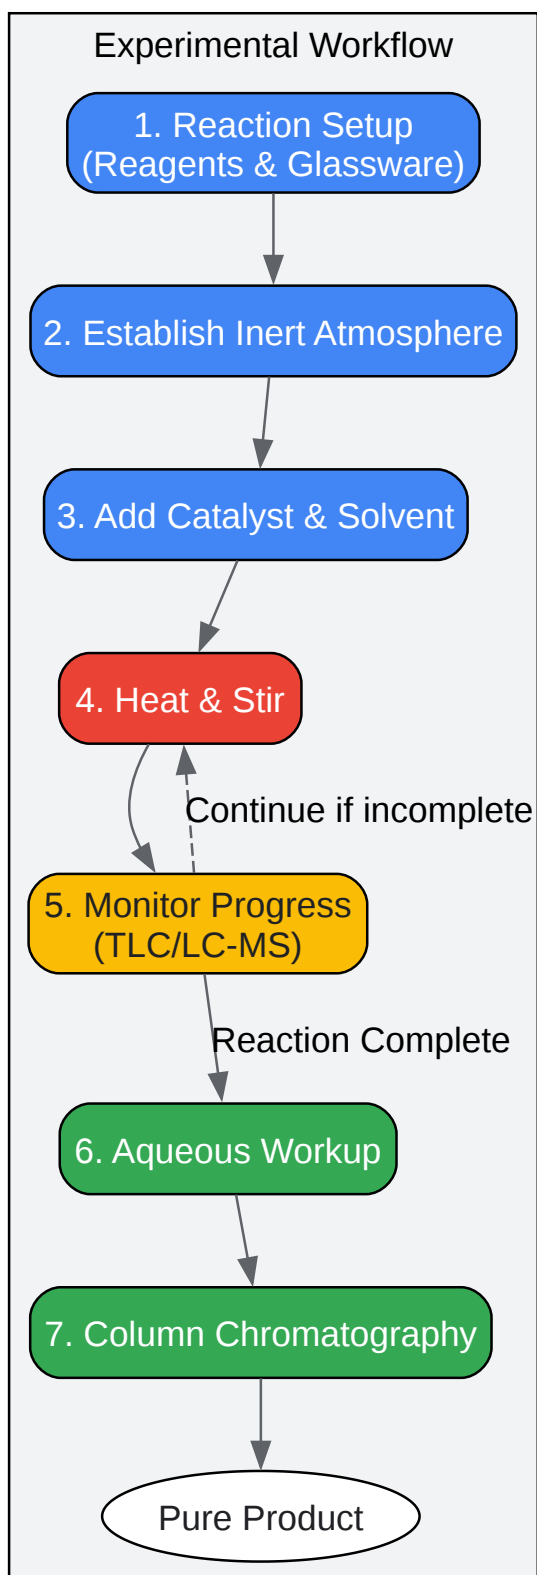 Experimental Workflow
1. Reaction Setup
(Reagents & Glassware)
2. Establish Inert Atmosphere
3. Add Catalyst & Solvent
4. Heat & Stir
Continue if incomplete
5. Monitor Progress
(TLC/LC-MS)
Reaction Complete
6. Aqueous Workup
7. Column Chromatography
Pure Product